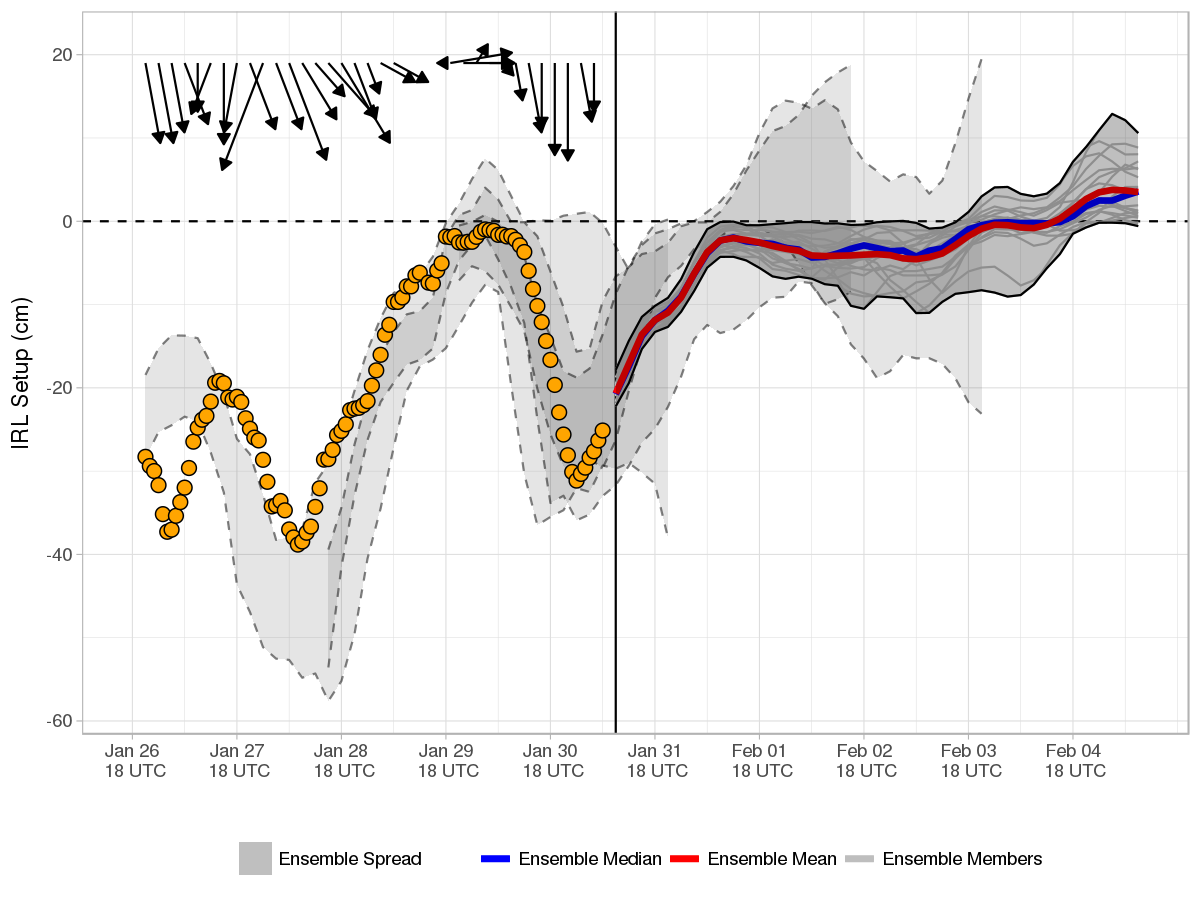 20
0
-20
-40
-60
IRL Setup (cm)
Jan 26 Jan 27 Jan 28 Jan 29 Jan 30 Jan 31 Feb 01 Feb 02 Feb 03 Feb 04
18 UTC 18 UTC 18 UTC 18 UTC 18 UTC 18 UTC 18 UTC 18 UTC 18 UTC 18 UTC
Ensemble Spread Ensemble Median Ensemble Mean Ensemble Members